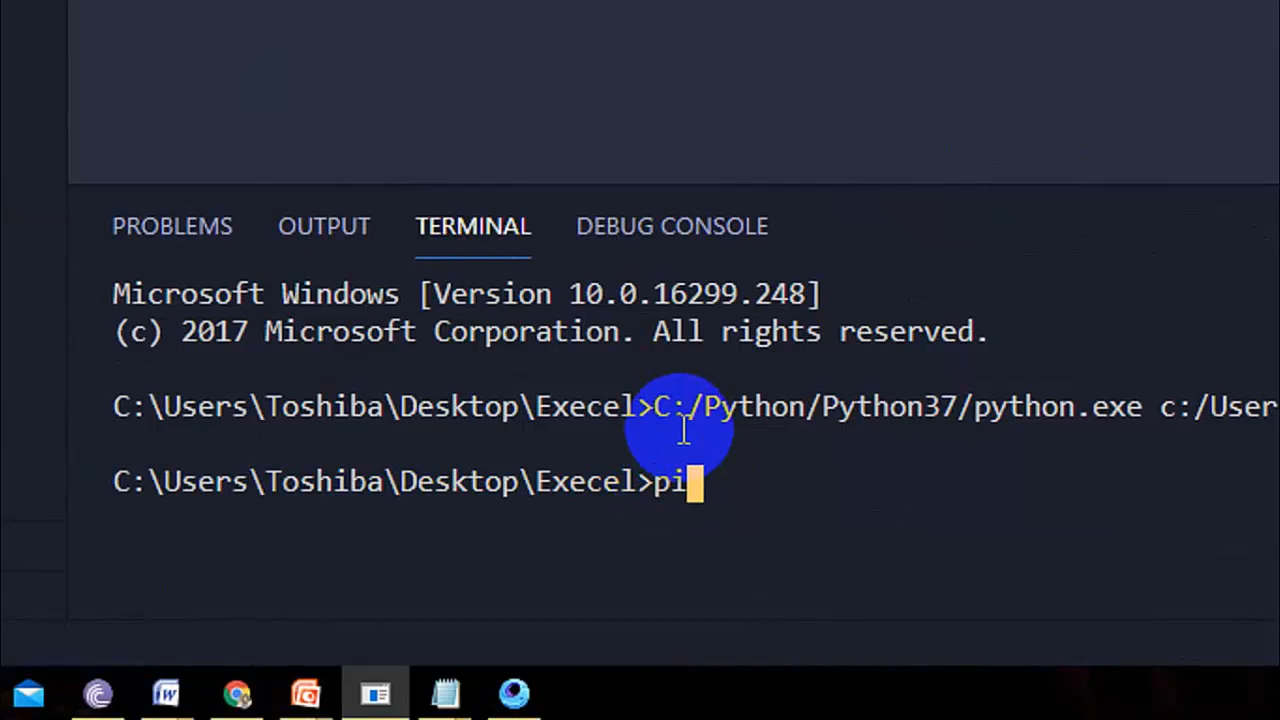 PROBLEMS OUTPUT TERMINAL DEBUG CONSOLE
Microsoft Windows [Version 10.0.16299.248]
(c) 2017 Microsoft Corporation. All rights reserved.
C:\Users\Toshiba\Desktop\Execel>C:/Python/Python37/python.exe c:/User
C:\Users\Toshiba\Desktop\Execel>pi